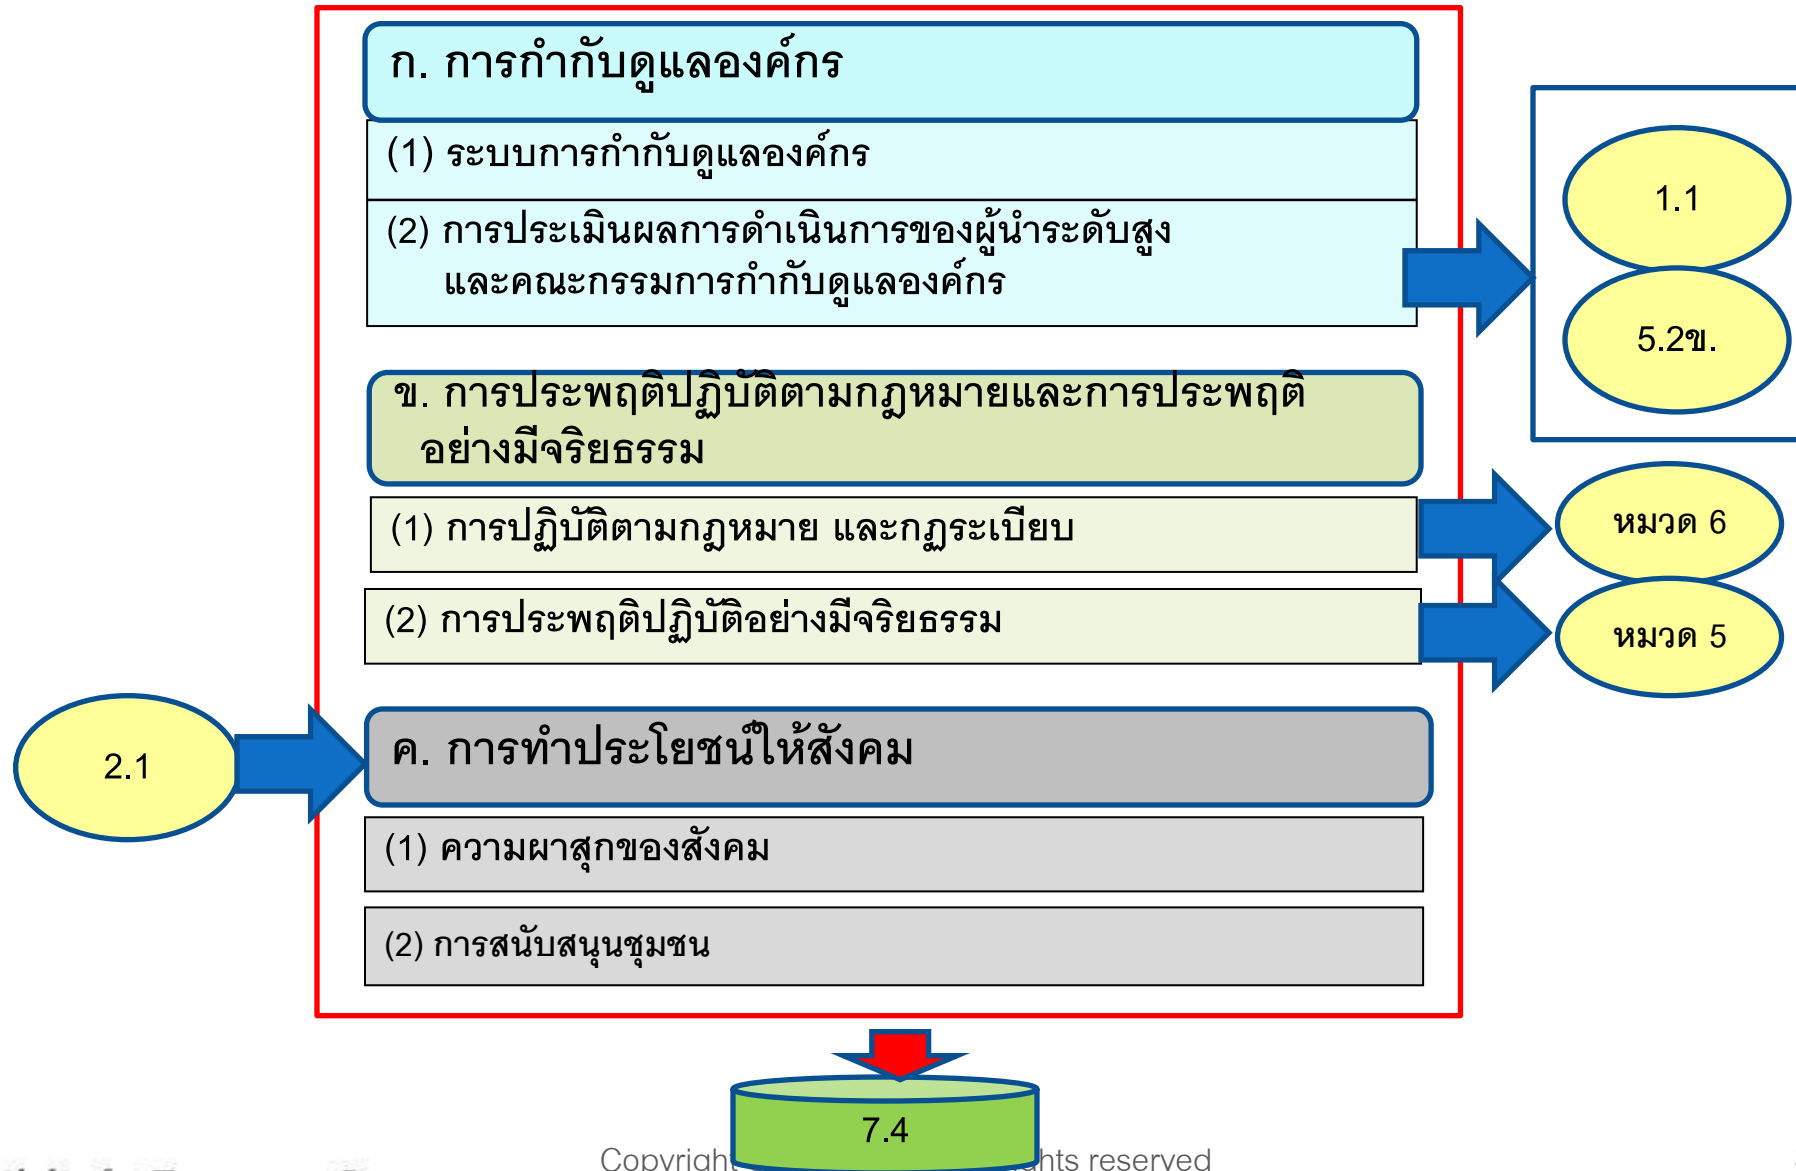 ก. การกำกับดูแลองค์กร
(1) ระบบการกำกับดูแลองค์กร
(2) การประเมินผลการดำเนินการของผู้นำระดับสูง
และคณะกรรมการกำกับดูแลองค์กร
1.1
5.2ข.
ข. การประพฤติปฏิบัติตามกฎหมายและการประพฤติ
อย่างมีจริยธรรม
(1) การปฏิบัติตามกฎหมาย และกฎระเบียบ
หมวด 6
(2) การประพฤติปฏิบัติอย่างมีจริยธรรม
หมวด 5
2.1
ค. การทำประโยชน์ให้สังคม
(1) ความผาสุกของสังคม
(2) การสนับสนุนชุมชน
7.4
Copyright reserved